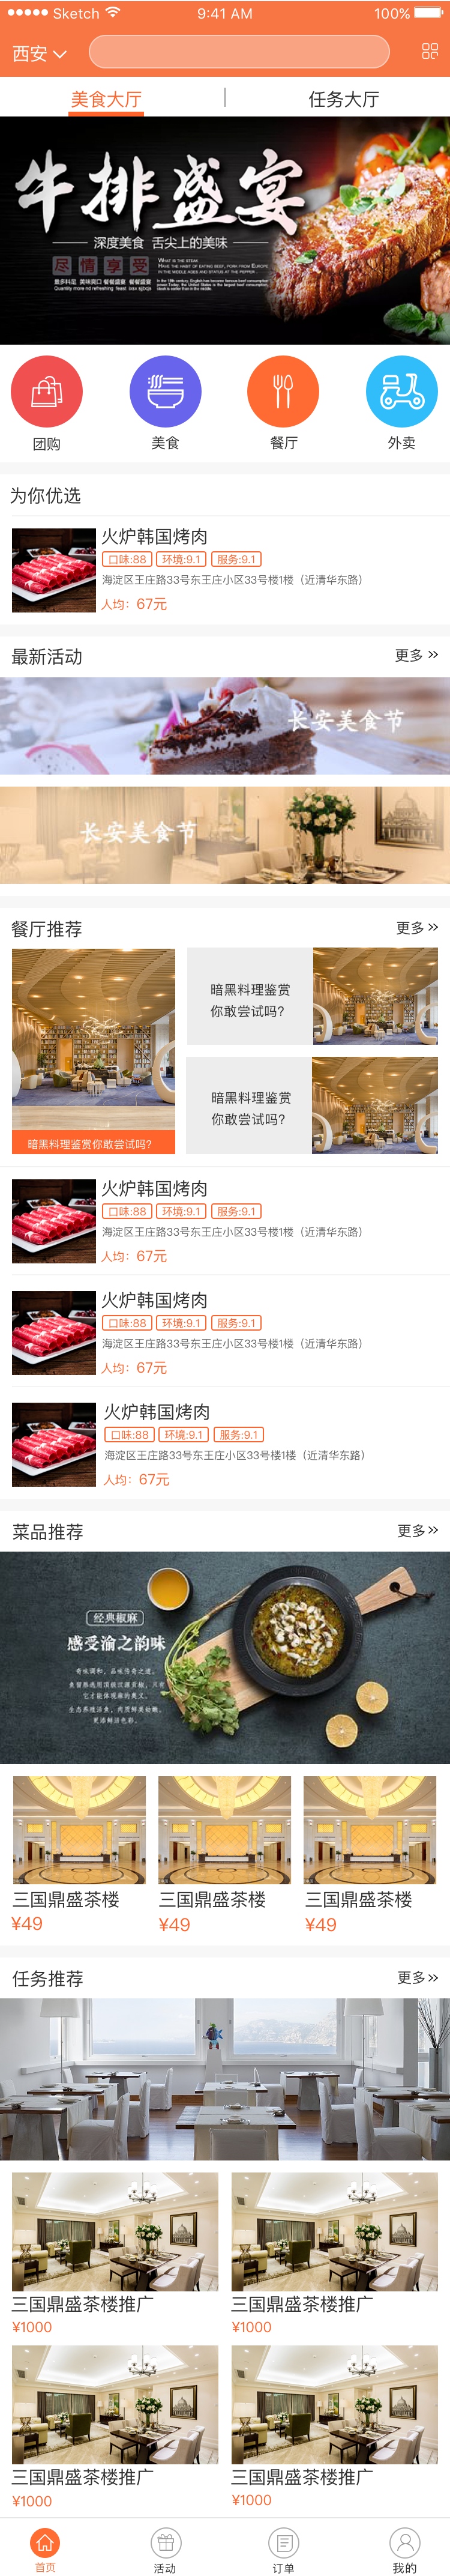 Sketch 9:41 AM 100%
西安
美食大厅 任务大厅
牛排盛宴
深度美食 舌尖上的美味
尽情享受
WHAT IS THE STEAK
团购 美食 餐厅 外卖
为你优选
火炉韩国烤肉
口味:88 环境:9.1 服务:9.1
海淀区王庄路33号东王庄小区33号楼1楼（近清华东路）
人均：67元
最新活动 更多 »
长安美食节
长安美食节
餐厅推荐 更多 »
暗黑料理鉴赏
你敢尝试吗?
暗黑料理鉴赏
你敢尝试吗?
暗黑料理鉴赏你敢尝试吗?
火炉韩国烤肉
口味:88 环境:9.1 服务:9.1
海淀区王庄路33号东王庄小区33号楼1楼（近清华东路）
人均：67元
火炉韩国烤肉
口味:88 环境:9.1 服务:9.1
海淀区王庄路33号东王庄小区33号楼1楼（近清华东路）
人均：67元
火炉韩国烤肉
口味:88 环境:9.1 服务:9.1
海淀区王庄路33号东王庄小区33号楼1楼（近清华东路）
人均：67元
菜品推荐 更多 »
经典椒麻
感受渝之韵味
三国鼎盛茶楼 三国鼎盛茶楼 三国鼎盛茶楼
¥49 ¥49 ¥49
任务推荐 更多 »
三国鼎盛茶楼推广 三国鼎盛茶楼推广
¥1000 ¥1000
三国鼎盛茶楼推广 三国鼎盛茶楼推广
¥1000 ¥1000
首页 活动 订单 我的